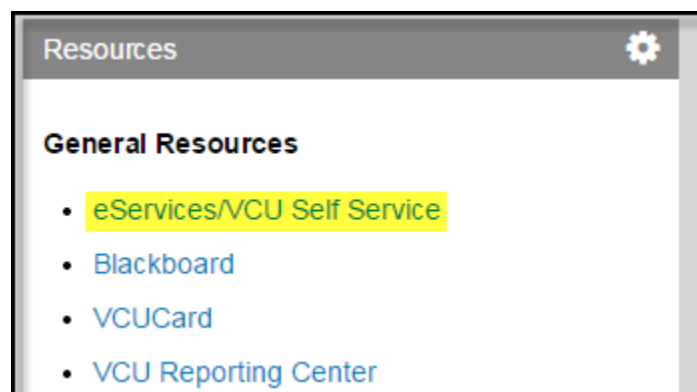 Resources
General Resources
eServices/VCU Self Service
Blackboard
VCUCard
VCU Reporting Center